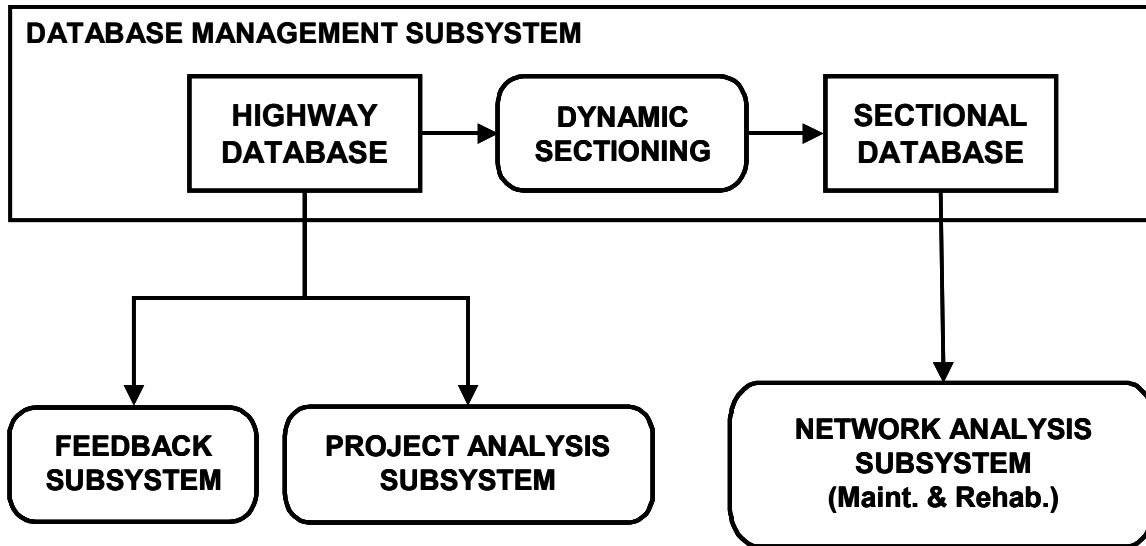 DATABASE MANAGEMENT SUBSYSTEM
HIGHWAY
DATABASE
DYNAMIC
SECTIONING
SECTIONAL
DATABASE
FEEDBACK
SUBSYSTEM
PROJECT ANALYSIS
SUBSYSTEM
NETWORK ANALYSIS
SUBSYSTEM
(Maint. & Rehab.)